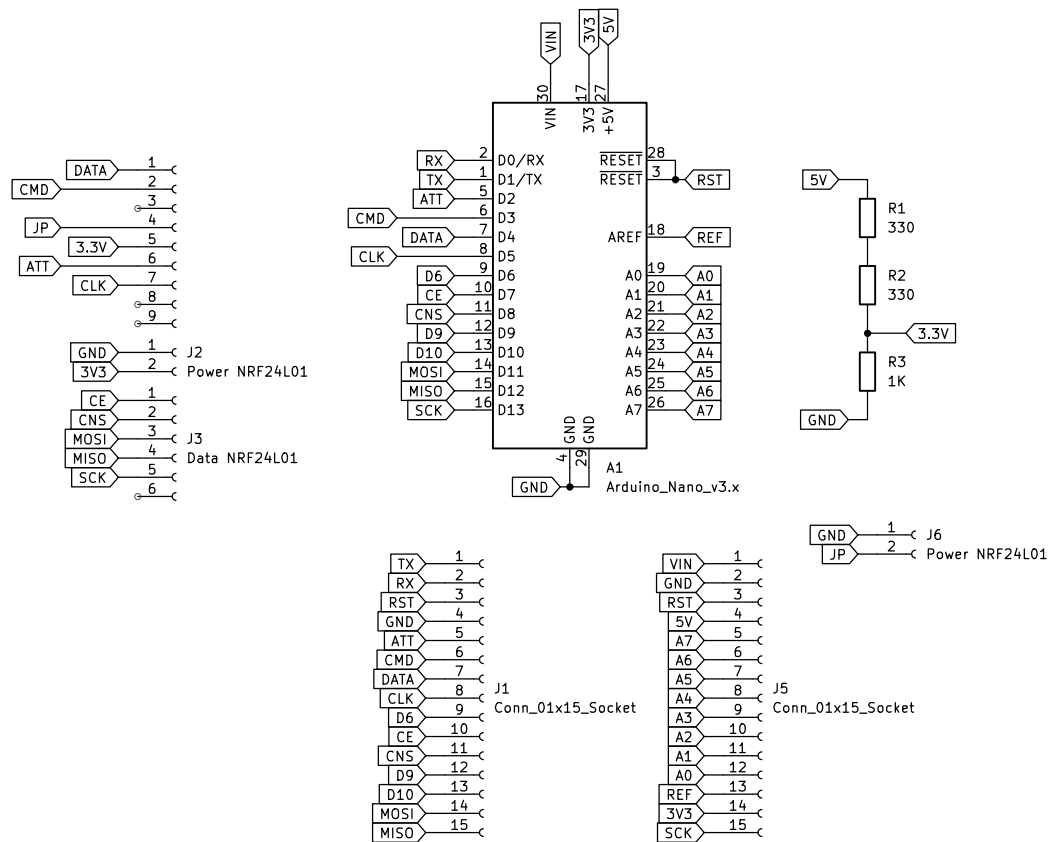 VIN
3V3
5V
30
17
27
VIN
3V3
+5V
RX 2 D0/RX
TX 1 D1/TX
ATT 5 D2
CMD 6 D3
DATA 7 D4
CLK 8 D5
D6 9 D6
CE 10 D7
CNS 11 D8
D9 12 D9
D10 13 D10
MOSI 14 D11
MISO 15 D12
SCK 16 D13
RESET 28
RESET 3 RST
AREF 18 REF
A0 19 A0
A1 20 A1
A2 21 A2
A3 22 A3
A4 23 A4
A5 24 A5
A6 25 A6
A7 26 A7
GND
GND
4
29
GND
A1
Arduino_Nano_v3.x
DATA 1
CMD 2
3
JP 4
3.3V 5
ATT 6
CLK 7
8
9
GND 1 J2
3V3 2 Power NRF24L01
CE 1
CNS 2
MOSI 3 J3
MISO 4 Data NRF24L01
SCK 5
6
5V
R1
330
R2
330
3.3V
R3
1K
GND
GND 1 J6
JP 2 Power NRF24L01
TX 1
RX 2
RST 3
GND 4
ATT 5
CMD 6
DATA 7
J1
CLK 8
Conn_01x15_Socket
D6 9
CE 10
CNS 11
D9 12
D10 13
MOSI 14
MISO 15
VIN 1
GND 2
RST 3
5V 4
A7 5
A6 6
A5 7
J5
A4 8
Conn_01x15_Socket
A3 9
A2 10
A1 11
A0 12
REF 13
3V3 14
SCK 15